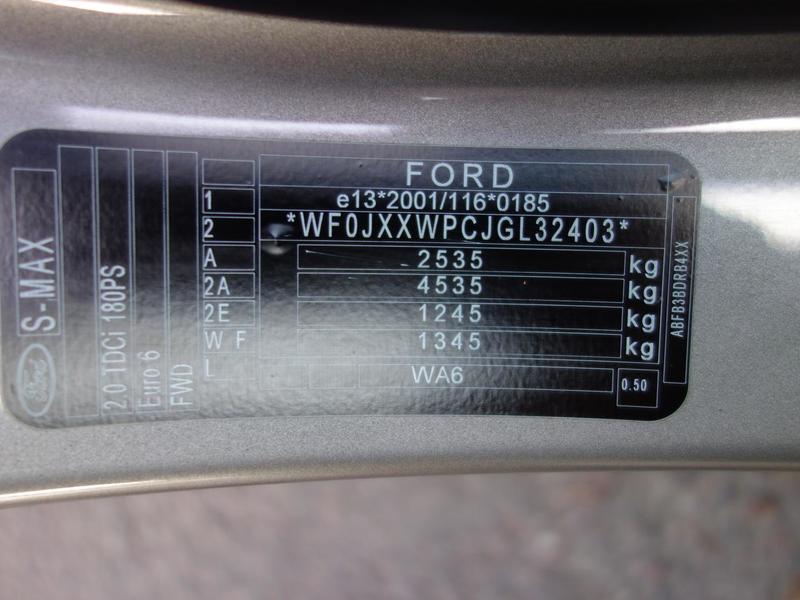 S-MAX
Ford
2.0 TDCi 180PS
Euro 6
FWD
FORD
1 e13*2001/116*0185
2 *WF0JXXWPCJGL32403*
A 2535 kg
2A 4535 kg
2E 1245 kg
W F 1345 kg
L WA6 0.50
ABFB3BDRB4XX